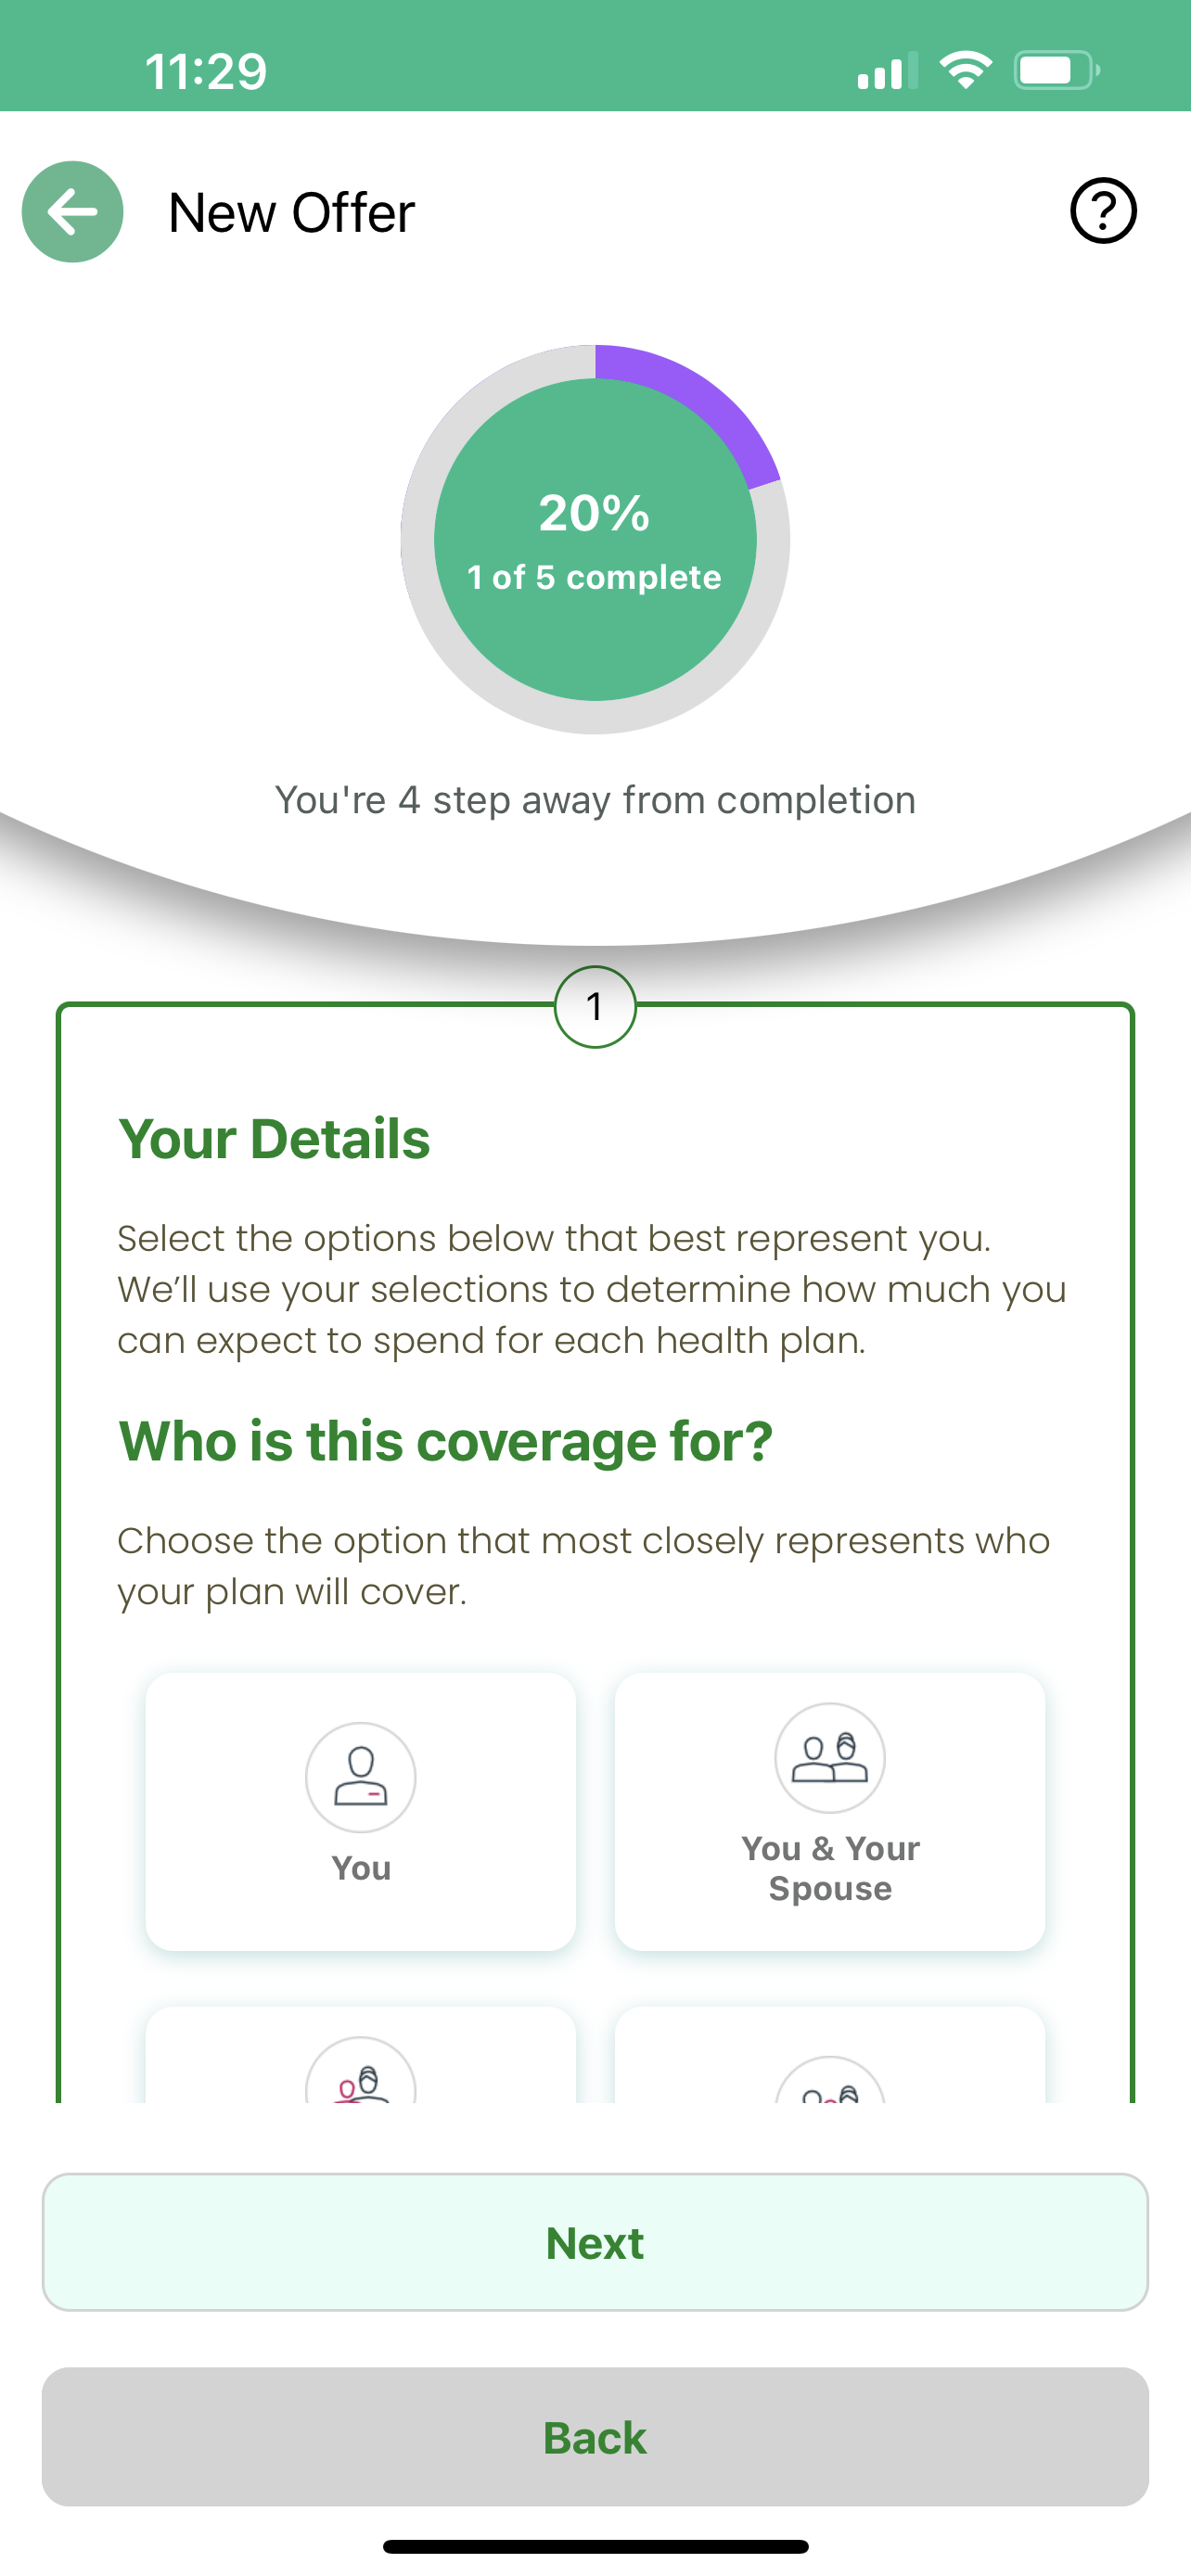 11:29
New Offer
?
20%
1 of 5 complete
You're 4 step away from completion
1
Your Details
Select the options below that best represent you.
We’ll use your selections to determine how much you
can expect to spend for each health plan.
Who is this coverage for?
Choose the option that most closely represents who
your plan will cover.
You
You & Your
Spouse
Next
Back